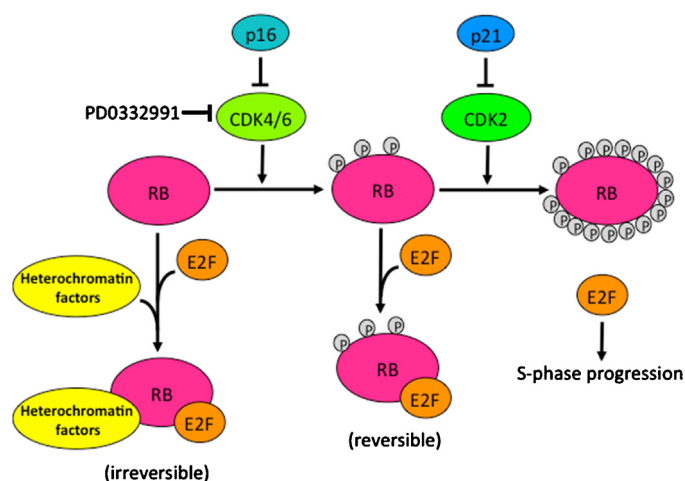 p16
p21
PD0332991
CDK4/6
CDK2
P P P
P P P P P P P P P P P P P P P P
RB
RB
RB
E2F
E2F
E2F
Heterochromatin
factors
P P P
S-phase progression
RB
RB
Heterochromatin
factors
E2F
E2F
(reversible)
(irreversible)